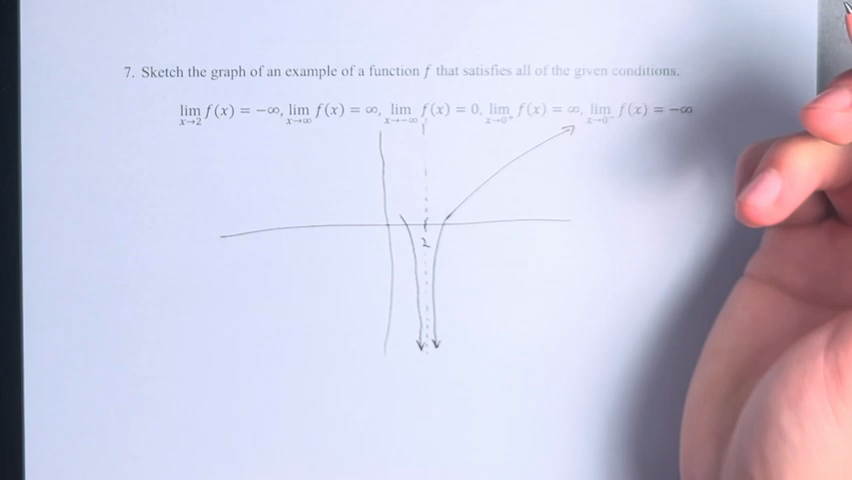 7. Sketch the graph of an example of a function f that satisfies all of the given conditions.
lim x→2 f(x) = −∞, lim x→∞ f(x) = ∞, lim x→−∞ f(x) = 0, lim x→0⁺ f(x) = ∞, lim x→0⁻ f(x) = −∞
2